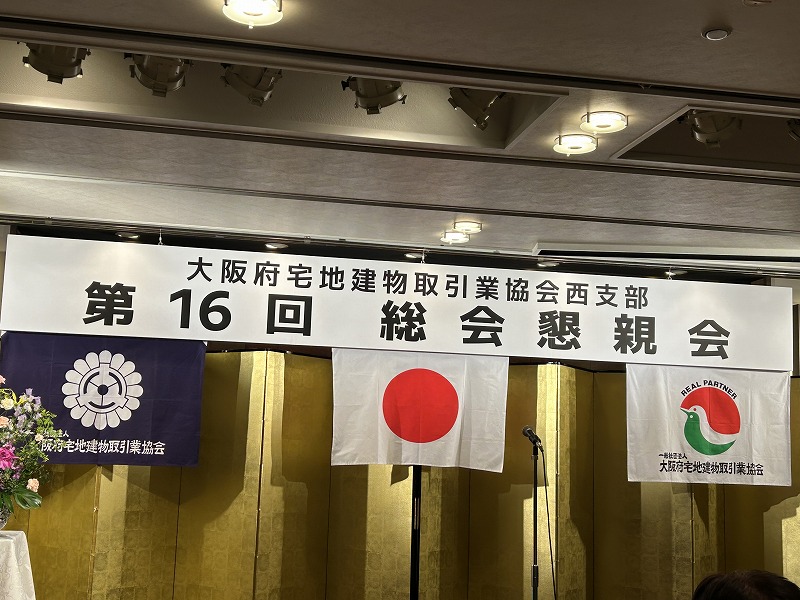 大阪府宅地建物取引業協会西支部
第16回 総会懇親会
阪府宅地建物取引業協会
REAL PARTNER
一般社団法人
大阪府宅地建物取引業協会